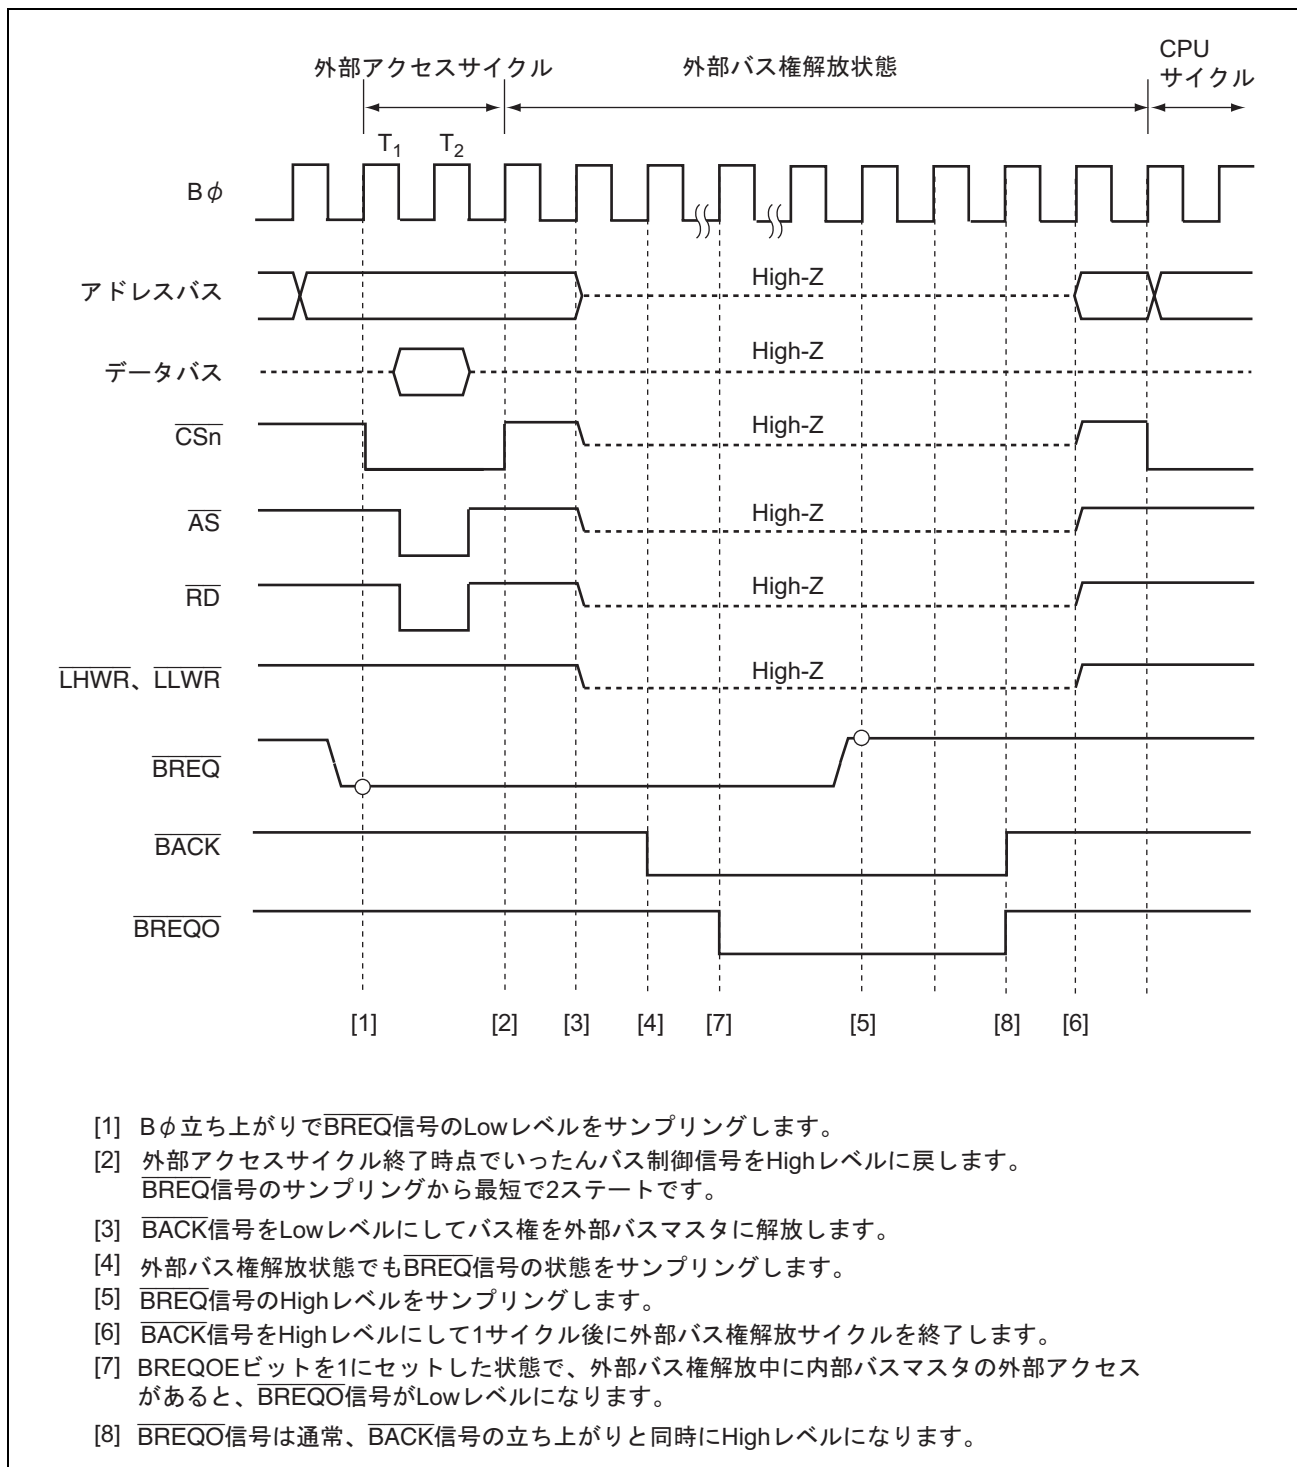 外部アクセスサイクル 外部バス権解放状態 CPU
サイクル
T1 T2
Bφ
アドレスバス High-Z
データバス High-Z
CSn High-Z
AS High-Z
RD High-Z
LHWR、LLWR High-Z
BREQ
BACK
BREQO
[1] [2] [3] [4] [7] [5] [8] [6]
[1] Bφ立ち上がりでBREQ信号のLowレベルをサンプリングします。
[2] 外部アクセスサイクル終了時点でいったんバス制御信号をHighレベルに戻します。
BREQ信号のサンプリングから最短で2ステートです。
[3] BACK信号をLowレベルにしてバス権を外部バスマスタに解放します。
[4] 外部バス権解放状態でもBREQ信号の状態をサンプリングします。
[5] BREQ信号のHighレベルをサンプリングします。
[6] BACK信号をHighレベルにして1サイクル後に外部バス権解放サイクルを終了します。
[7] BREQOEビットを1にセットした状態で、外部バス権解放中に内部バスマスタの外部アクセス
があると、BREQO信号がLowレベルになります。
[8] BREQO信号は通常、BACK信号の立ち上がりと同時にHighレベルになります。